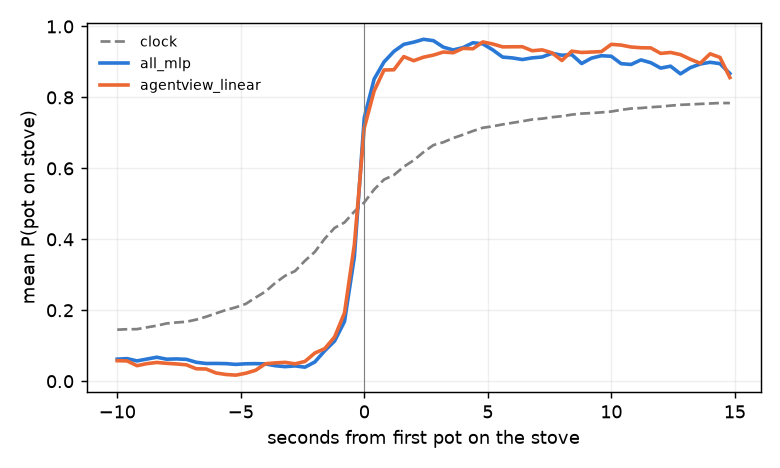 clock
all_mlp
agentview_linear
mean P(pot on stove)
1.0
0.8
0.6
0.4
0.2
0.0
−10 −5 0 5 10 15
seconds from first pot on the stove